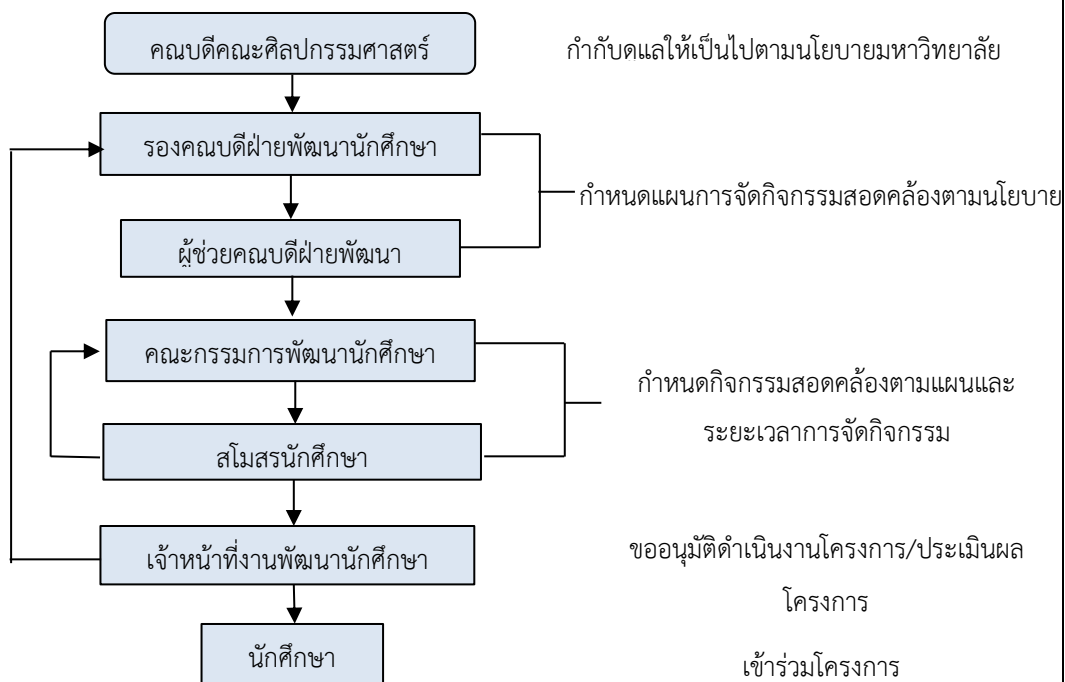 คณบดีคณะศิลปกรรมศาสตร์
กำกับดูแลให้เป็นไปตามนโยบายมหาวิทยาลัย
รองคณบดีฝ่ายพัฒนานักศึกษา
กำหนดแผนการจัดกิจกรรมสอดคล้องตามนโยบาย
ผู้ช่วยคณบดีฝ่ายพัฒนา
คณะกรรมการพัฒนานักศึกษา
กำหนดกิจกรรมสอดคล้องตามแผนและ
ระยะเวลาการจัดกิจกรรม
สโมสรนักศึกษา
เจ้าหน้าที่งานพัฒนานักศึกษา
ขออนุมัติดำเนินงานโครงการ/ประเมินผล
โครงการ
นักศึกษา
เข้าร่วมโครงการ